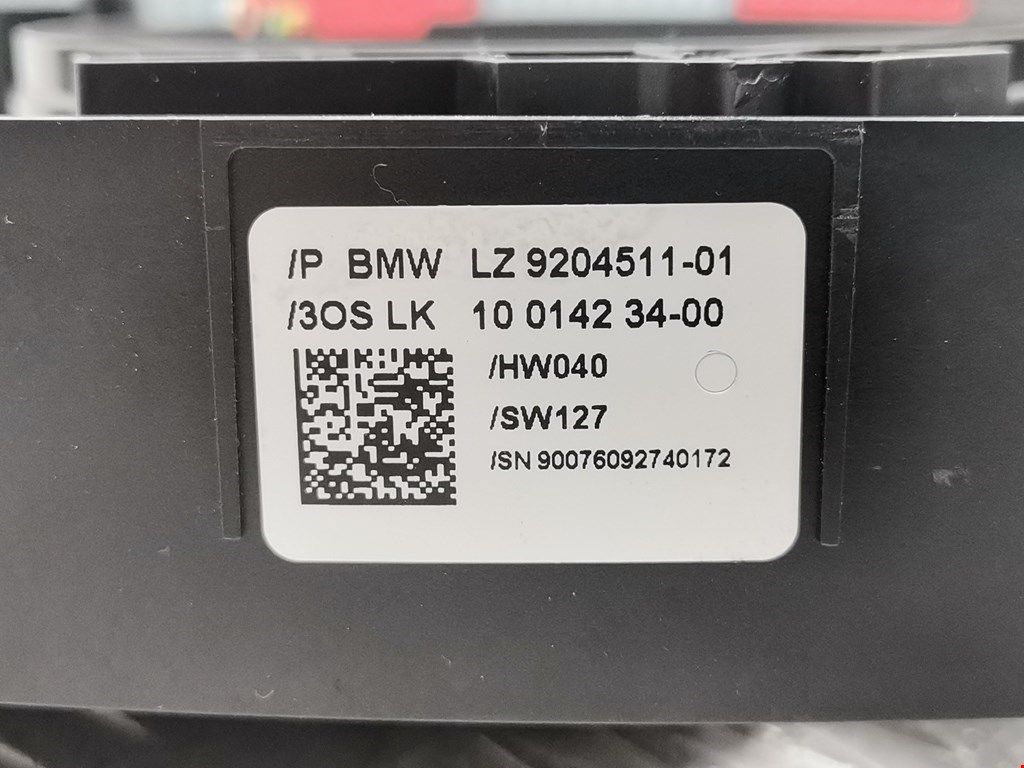 /P BMW LZ 9204511-01
/3OS LK 10 0142 34-00
/HW040
/SW127
/SN 90076092740172